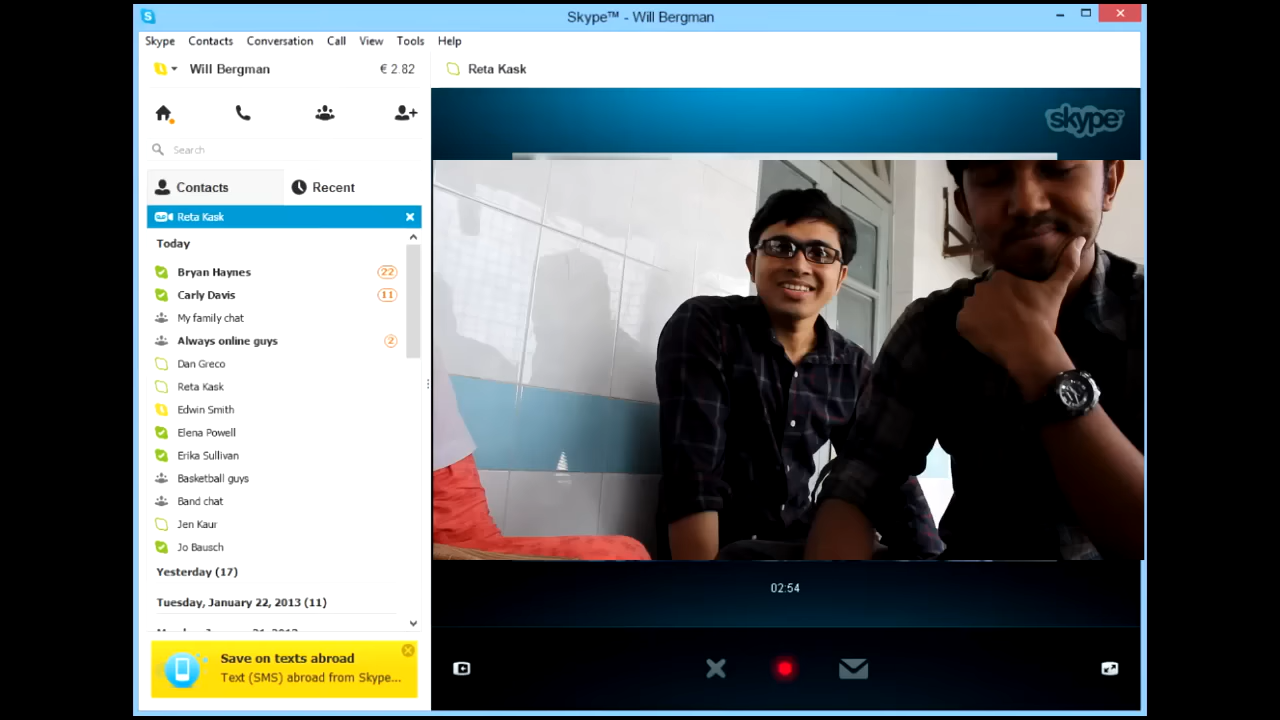 Skype™ - Will Bergman
Skype Contacts Conversation Call View Tools Help
Will Bergman € 2.82
Reta Kask
skype
Search
Contacts Recent
Reta Kask
Today
Bryan Haynes 22
Carly Davis 11
My family chat
Always online guys 2
Dan Greco
Reta Kask
Edwin Smith
Elena Powell
Erika Sullivan
Basketball guys
Band chat
Jen Kaur
Jo Bausch
Yesterday (17)
Tuesday, January 22, 2013 (11)
Save on texts abroad
Text (SMS) abroad from Skype...
02:54